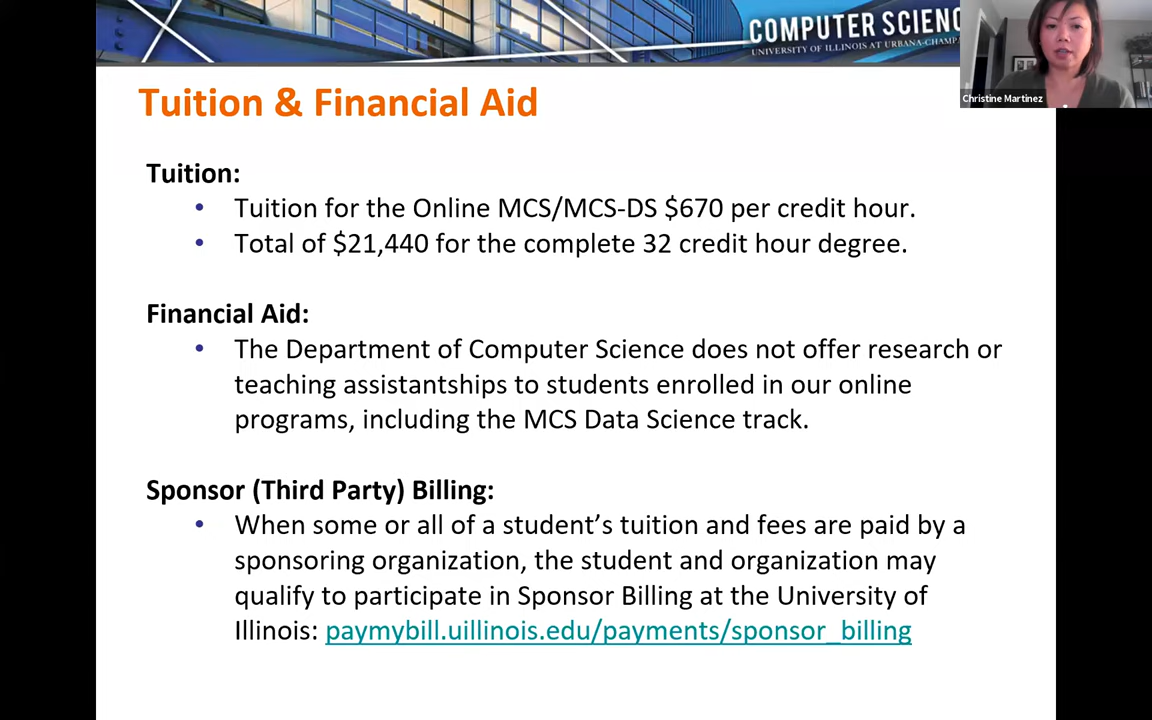 COMPUTER SCIENC
UNIVERSITY OF ILLINOIS AT URBANA-CHAMPA
Christine Martinez
Tuition & Financial Aid
Tuition:
• Tuition for the Online MCS/MCS-DS $670 per credit hour.
• Total of $21,440 for the complete 32 credit hour degree.
Financial Aid:
• The Department of Computer Science does not offer research or
teaching assistantships to students enrolled in our online
programs, including the MCS Data Science track.
Sponsor (Third Party) Billing:
• When some or all of a student’s tuition and fees are paid by a
sponsoring organization, the student and organization may
qualify to participate in Sponsor Billing at the University of
Illinois: paymybill.uillinois.edu/payments/sponsor_billing